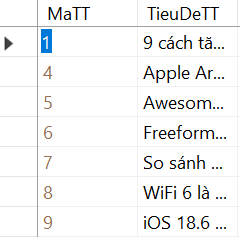 MaTT TieuDeTT
1 9 cách tă...
4 Apple Ar...
5 Awesom...
6 Freeform...
7 So sánh ...
8 WiFi 6 là ...
9 iOS 18.6 ...